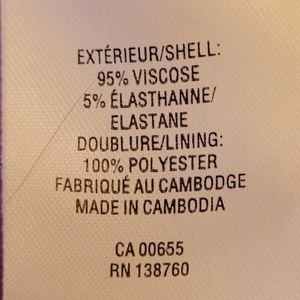 EXTÉRIEUR/SHELL:
95% VISCOSE
5% ÉLASTHANNE/
ELASTANE
DOUBLURE/LINING:
100% POLYESTER
FABRIQUÉ AU CAMBODGE
MADE IN CAMBODIA
CA 00655
RN 138760